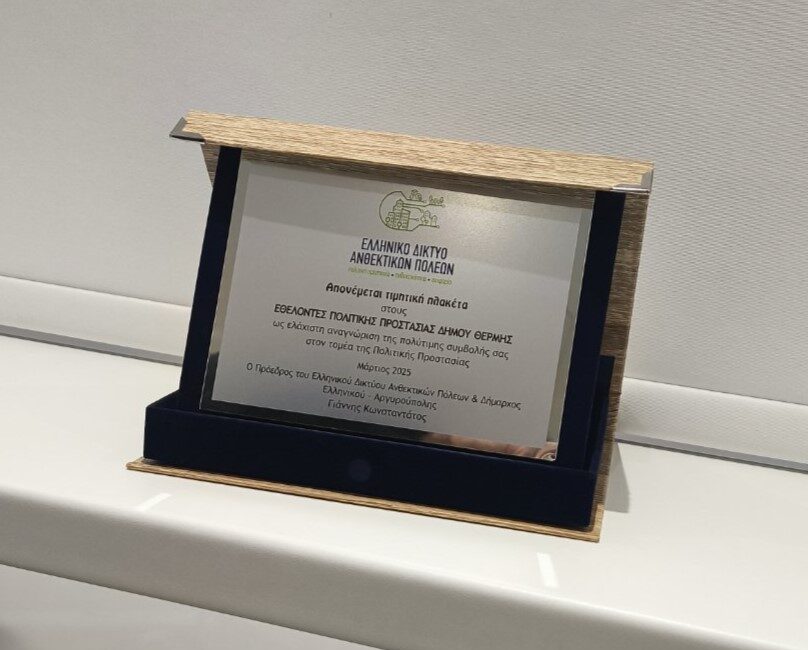 ΕΛΛΗΝΙΚΟ ΔΙΚΤΥΟ
ΑΝΘΕΚΤΙΚΩΝ ΠΟΛΕΩΝ
Απονέμεται τιμητική πλακέτα
στους
ΕΘΕΛΟΝΤΕΣ ΠΟΛΙΤΙΚΗΣ ΠΡΟΣΤΑΣΙΑΣ ΔΗΜΟΥ ΘΕΡΜΗΣ
ως ελάχιστη αναγνώριση της πολύτιμης συμβολής σας
στον τομέα της Πολιτικής Προστασίας
Μάρτιος 2025
Ο Πρόεδρος του Ελληνικού Δικτύου Ανθεκτικών Πόλεων & Δήμαρχος
Ελληνικού - Αργυρούπολης
Γιάννης Κωνσταντάτος